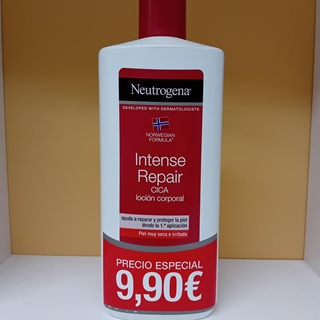 Neutrogena®
DEVELOPED WITH DERMATOLOGISTS
NORWEGIAN
FORMULA
Intense
Repair
CICA
loción corporal
ayuda a reparar y proteger la piel
desde la 1.ª aplicación
Piel muy seca e irritada
PRECIO ESPECIAL
9,90€